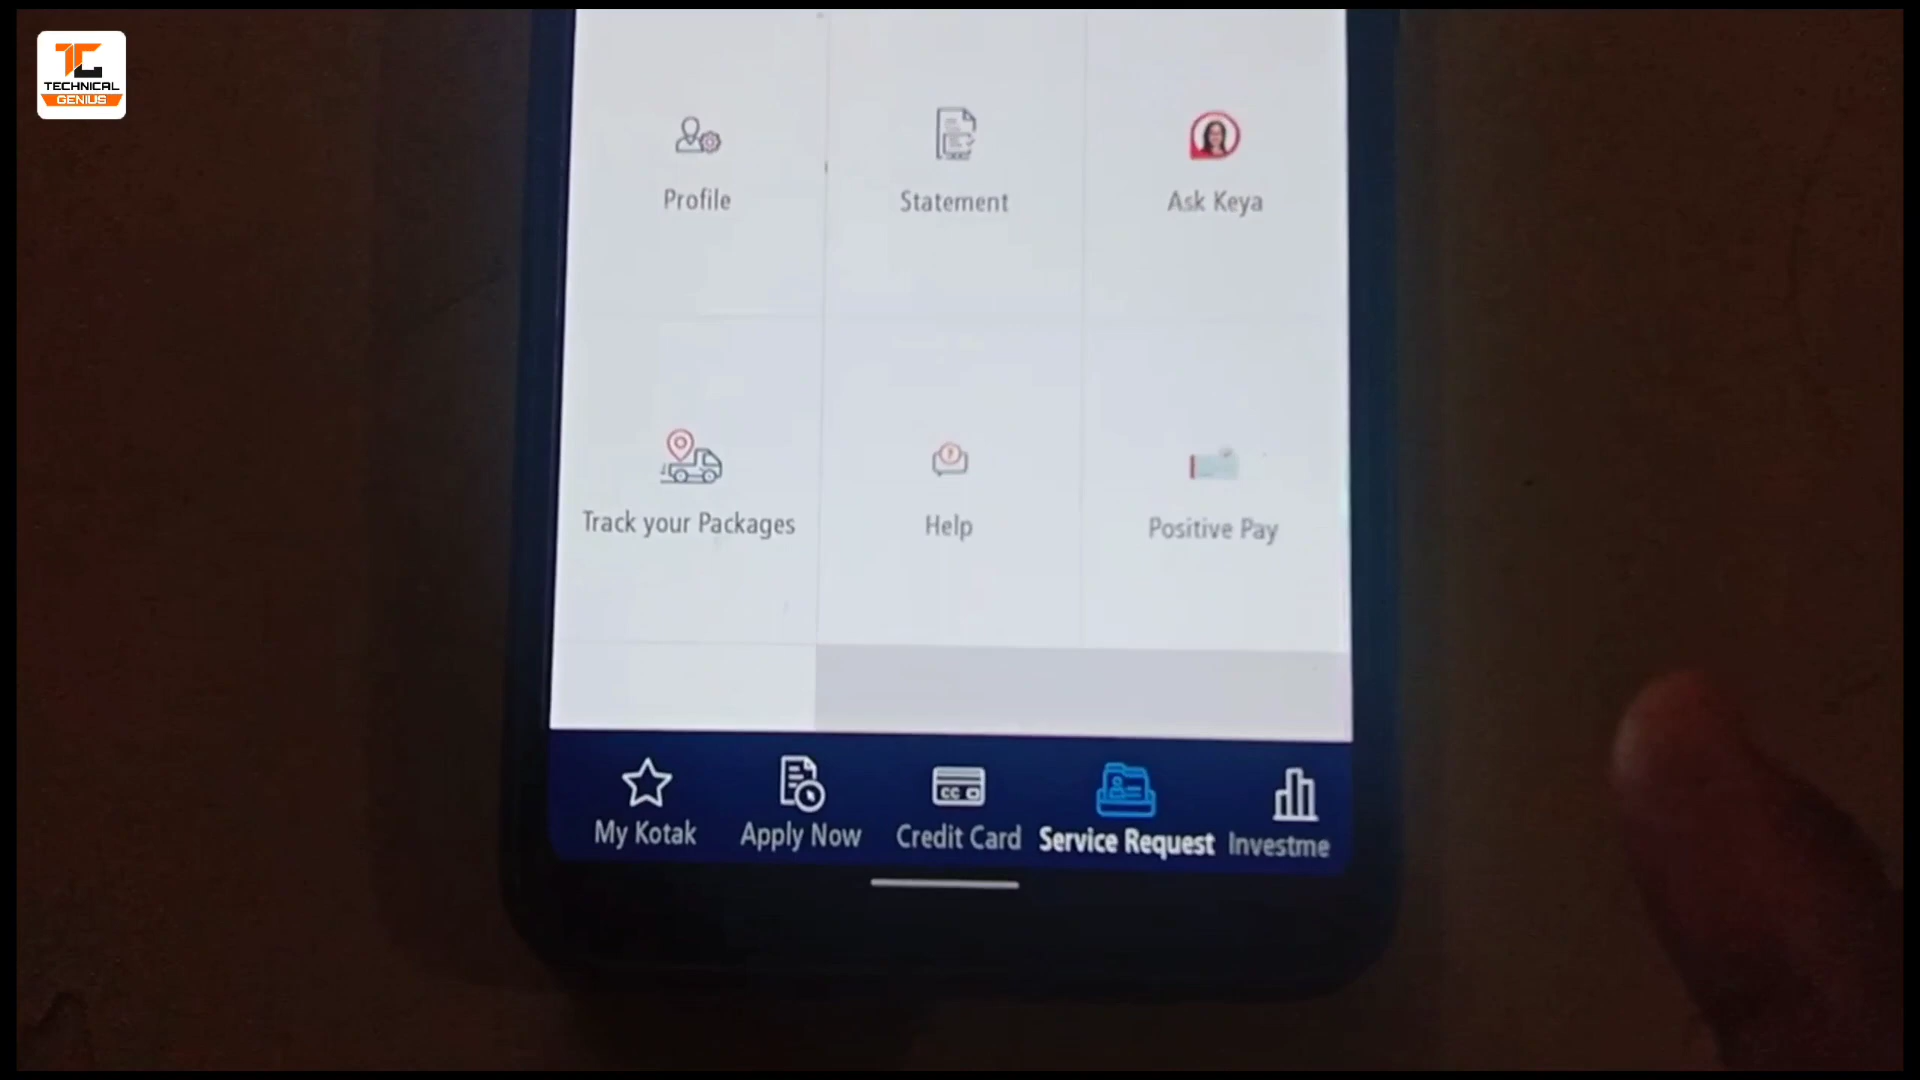 TECHNICAL
GENIUS
Profile
Statement
Ask Keya
Track your Packages
Help
Positive Pay
CC
My Kotak
Apply Now
Credit Card
Service Request
Investme